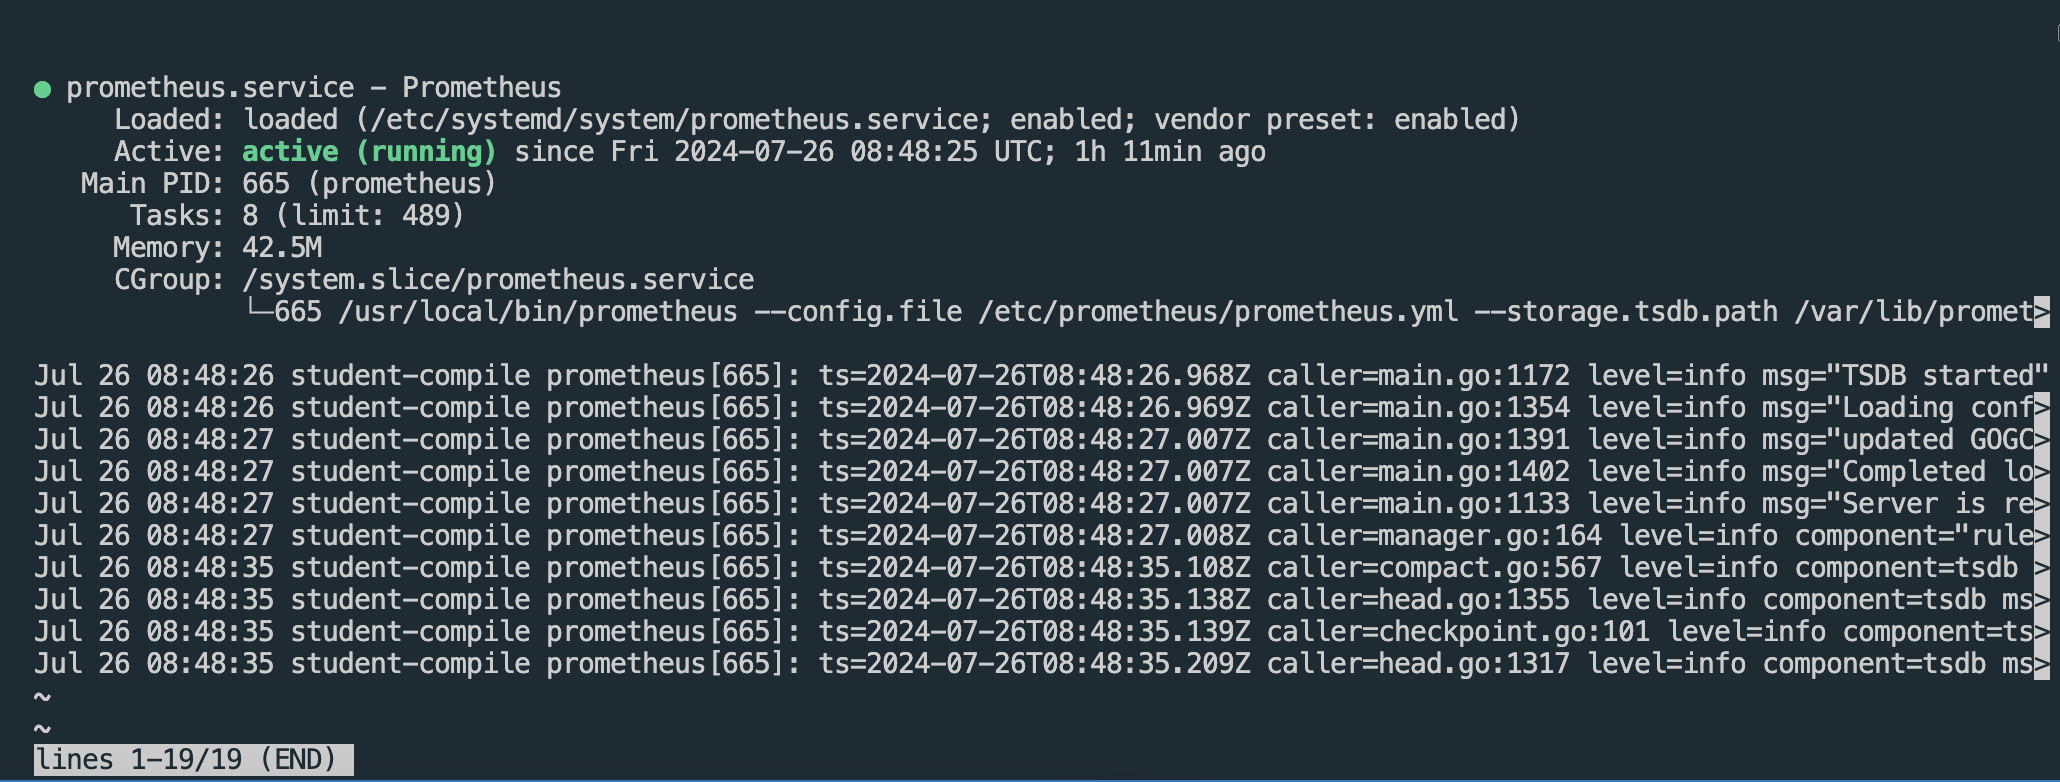 ● prometheus.service - Prometheus
Loaded: loaded (/etc/systemd/system/prometheus.service; enabled; vendor preset: enabled)
Active: active (running) since Fri 2024-07-26 08:48:25 UTC; 1h 11min ago
Main PID: 665 (prometheus)
Tasks: 8 (limit: 489)
Memory: 42.5M
CGroup: /system.slice/prometheus.service
└─665 /usr/local/bin/prometheus --config.file /etc/prometheus/prometheus.yml --storage.tsdb.path /var/lib/promet>
Jul 26 08:48:26 student-compile prometheus[665]: ts=2024-07-26T08:48:26.968Z caller=main.go:1172 level=info msg="TSDB started"
Jul 26 08:48:26 student-compile prometheus[665]: ts=2024-07-26T08:48:26.969Z caller=main.go:1354 level=info msg="Loading conf>
Jul 26 08:48:27 student-compile prometheus[665]: ts=2024-07-26T08:48:27.007Z caller=main.go:1391 level=info msg="updated GOGC>
Jul 26 08:48:27 student-compile prometheus[665]: ts=2024-07-26T08:48:27.007Z caller=main.go:1402 level=info msg="Completed lo>
Jul 26 08:48:27 student-compile prometheus[665]: ts=2024-07-26T08:48:27.007Z caller=main.go:1133 level=info msg="Server is re>
Jul 26 08:48:27 student-compile prometheus[665]: ts=2024-07-26T08:48:27.008Z caller=manager.go:164 level=info component="rule>
Jul 26 08:48:35 student-compile prometheus[665]: ts=2024-07-26T08:48:35.108Z caller=compact.go:567 level=info component=tsdb >
Jul 26 08:48:35 student-compile prometheus[665]: ts=2024-07-26T08:48:35.138Z caller=head.go:1355 level=info component=tsdb ms>
Jul 26 08:48:35 student-compile prometheus[665]: ts=2024-07-26T08:48:35.139Z caller=checkpoint.go:101 level=info component=ts>
Jul 26 08:48:35 student-compile prometheus[665]: ts=2024-07-26T08:48:35.209Z caller=head.go:1317 level=info component=tsdb ms>
~
~
lines 1-19/19 (END)